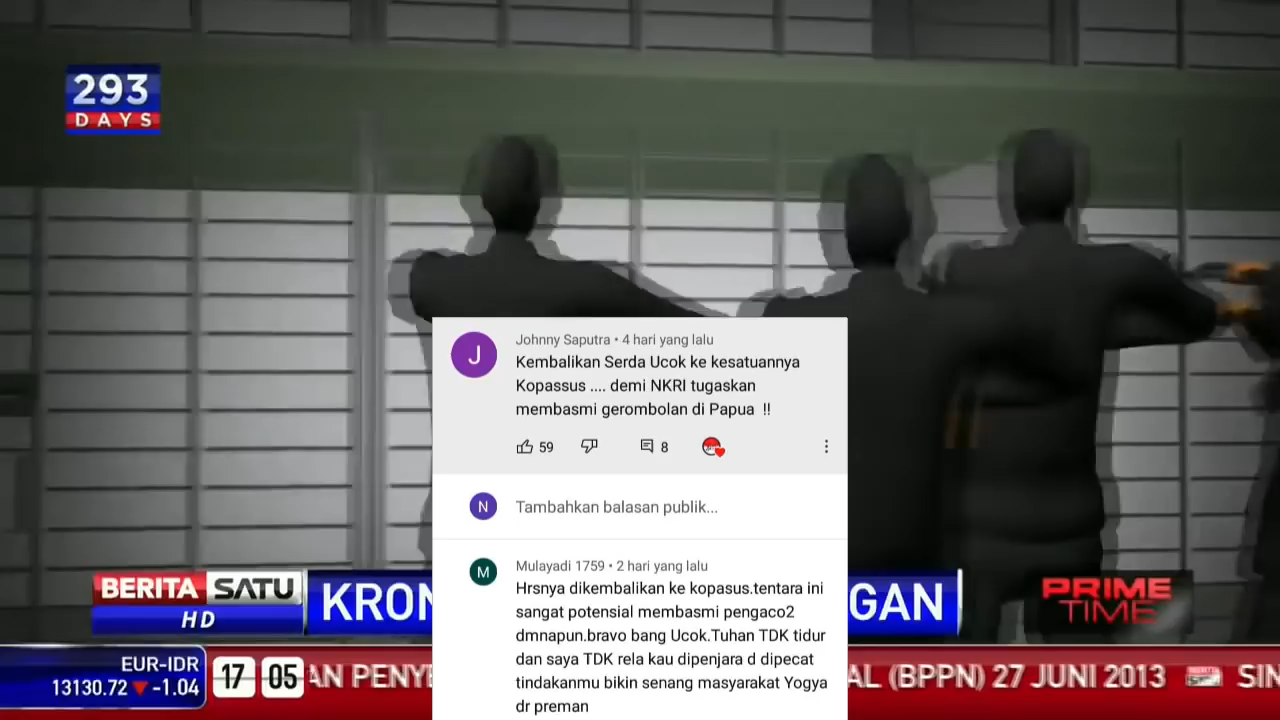 293
DAYS
Johnny Saputra • 4 hari yang lalu
Kembalikan Serda Ucok ke kesatuannya
Kopassus .... demi NKRI tugaskan
membasmi gerombolan di Papua !!
59
8
N
Tambahkan balasan publik...
J
M
Mulayadi 1759 • 2 hari yang lalu
Hrsnya dikembalikan ke kopasus.tentara ini
sangat potensial membasmi pengaco2
dmnapun.bravo bang Ucok.Tuhan TDK tidur
dan saya TDK rela kau dipenjara d dipecat
tindakanmu bikin senang masyarakat Yogya
dr preman
BERITA SATU
HD
KRON
GAN
PRIME
TIME
EUR-IDR
13130.72 -1.04
17 05
AN PENYE
AL (BPPN) 27 JUNI 2013
SIN